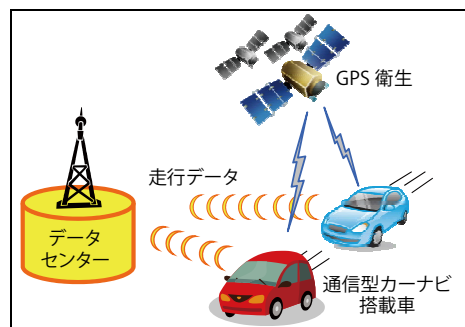 GPS 衛生
走行データ
データ
センター
通信型カーナビ
搭載車